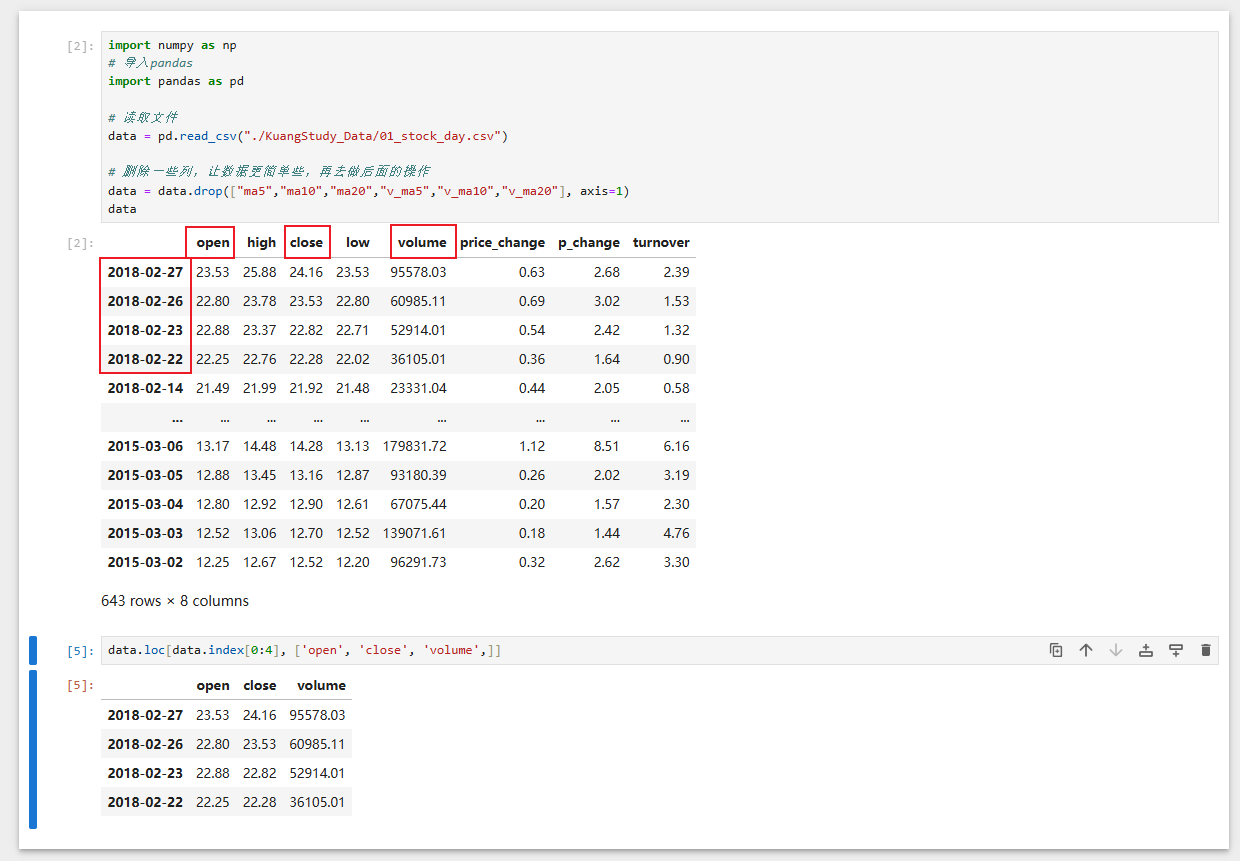 [2]: import numpy as np
# 导入pandas
import pandas as pd
# 读取文件
data = pd.read_csv("./KuangStudy_Data/01_stock_day.csv")
# 删除一些列，让数据更简单些，再去做后面的操作
data = data.drop(["ma5","ma10","ma20","v_ma5","v_ma10","v_ma20"], axis=1)
data
[2]: open high close low volume price_change p_change turnover
2018-02-27 23.53 25.88 24.16 23.53 95578.03 0.63 2.68 2.39
2018-02-26 22.80 23.78 23.53 22.80 60985.11 0.69 3.02 1.53
2018-02-23 22.88 23.37 22.82 22.71 52914.01 0.54 2.42 1.32
2018-02-22 22.25 22.76 22.28 22.02 36105.01 0.36 1.64 0.90
2018-02-14 21.49 21.99 21.92 21.48 23331.04 0.44 2.05 0.58
... ... ... ... ... ... ... ... ...
2015-03-06 13.17 14.48 14.28 13.13 179831.72 1.12 8.51 6.16
2015-03-05 12.88 13.45 13.16 12.87 93180.39 0.26 2.02 3.19
2015-03-04 12.80 12.92 12.90 12.61 67075.44 0.20 1.57 2.30
2015-03-03 12.52 13.06 12.70 12.52 139071.61 0.18 1.44 4.76
2015-03-02 12.25 12.67 12.52 12.20 96291.73 0.32 2.62 3.30
643 rows × 8 columns
[5]: data.loc[data.index[0:4], ['open', 'close', 'volume',]]
[5]: open close volume
2018-02-27 23.53 24.16 95578.03
2018-02-26 22.80 23.53 60985.11
2018-02-23 22.88 22.82 52914.01
2018-02-22 22.25 22.28 36105.01